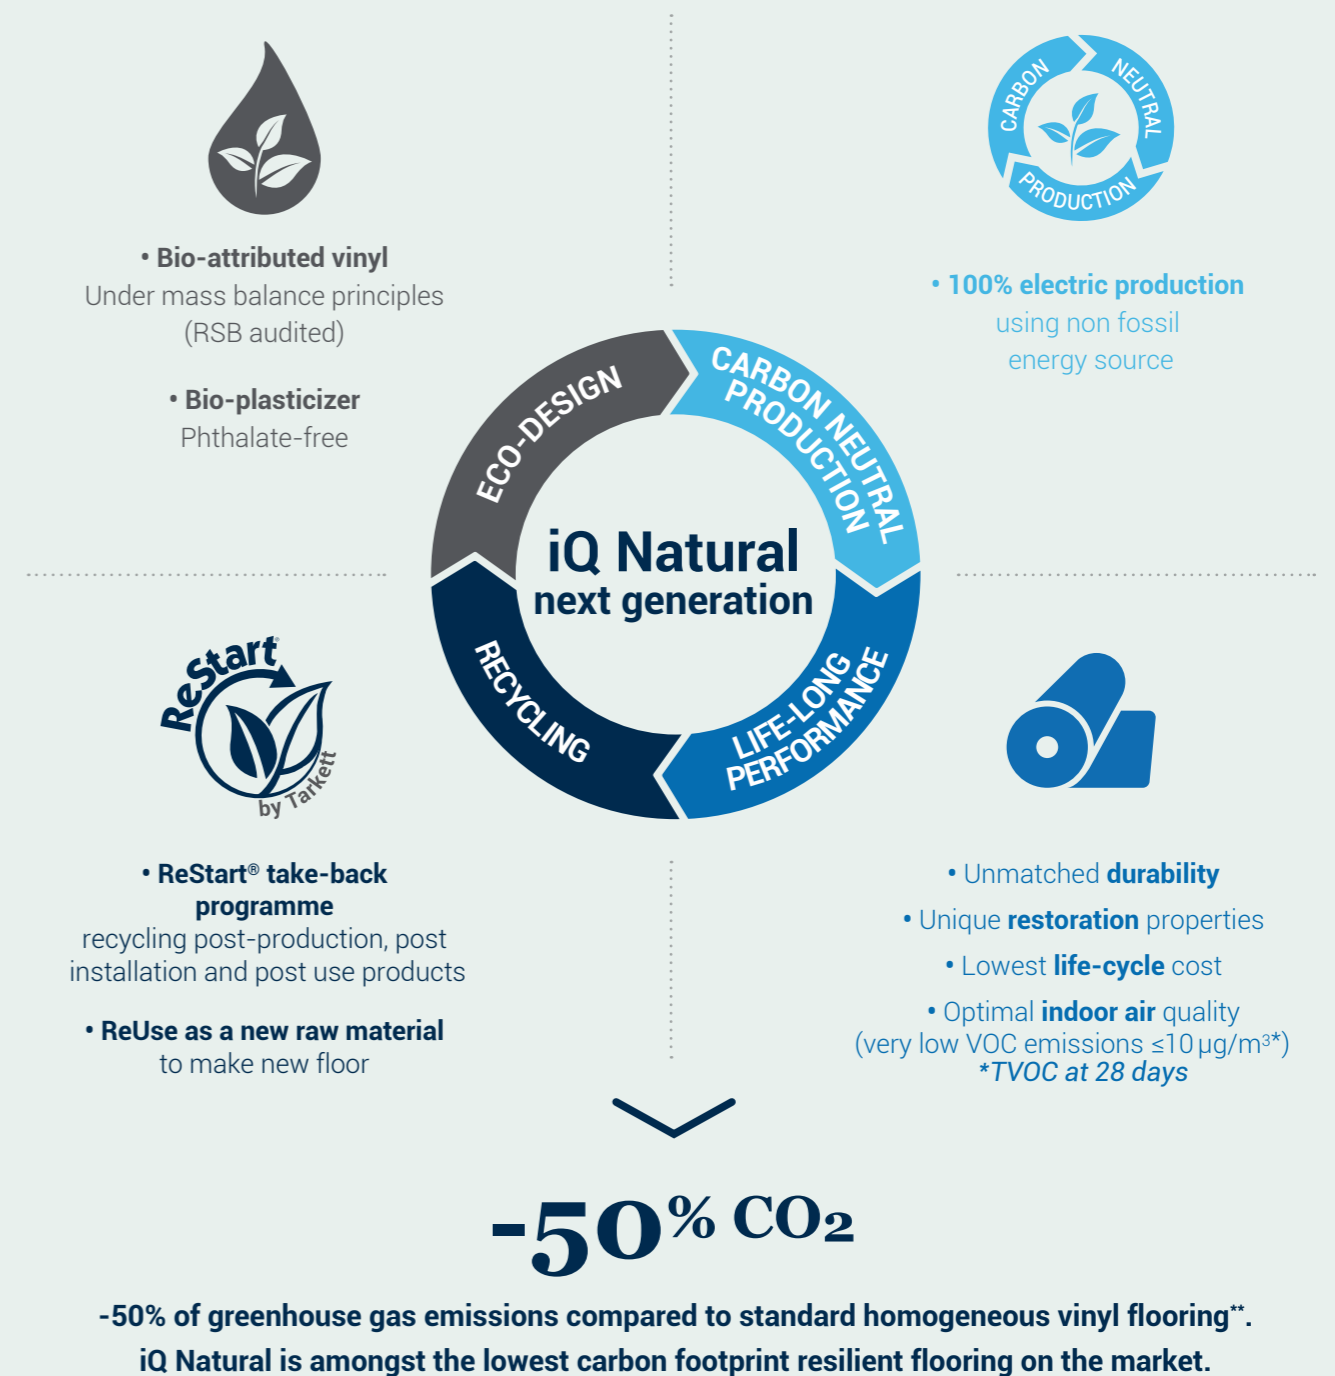 • Bio-attributed vinyl
Under mass balance principles
(RSB audited)
• Bio-plasticizer
Phthalate-free
CARBON
NEUTRAL
PRODUCTION
• 100% electric production
using non fossil
energy source
ECO-DESIGN
CARBON NEUTRAL
PRODUCTION
iQ Natural
next generation
RECYCLING
LIFE-LONG
PERFORMANCE
ReStart®
by Tarkett
• ReStart® take-back
programme
recycling post-production, post
installation and post use products
• ReUse as a new raw material
to make new floor
• Unmatched durability
• Unique restoration properties
• Lowest life-cycle cost
• Optimal indoor air quality
(very low VOC emissions ≤10 µg/m³*)
*TVOC at 28 days
-50% CO₂
-50% of greenhouse gas emissions compared to standard homogeneous vinyl flooring**.
iQ Natural is amongst the lowest carbon footprint resilient flooring on the market.